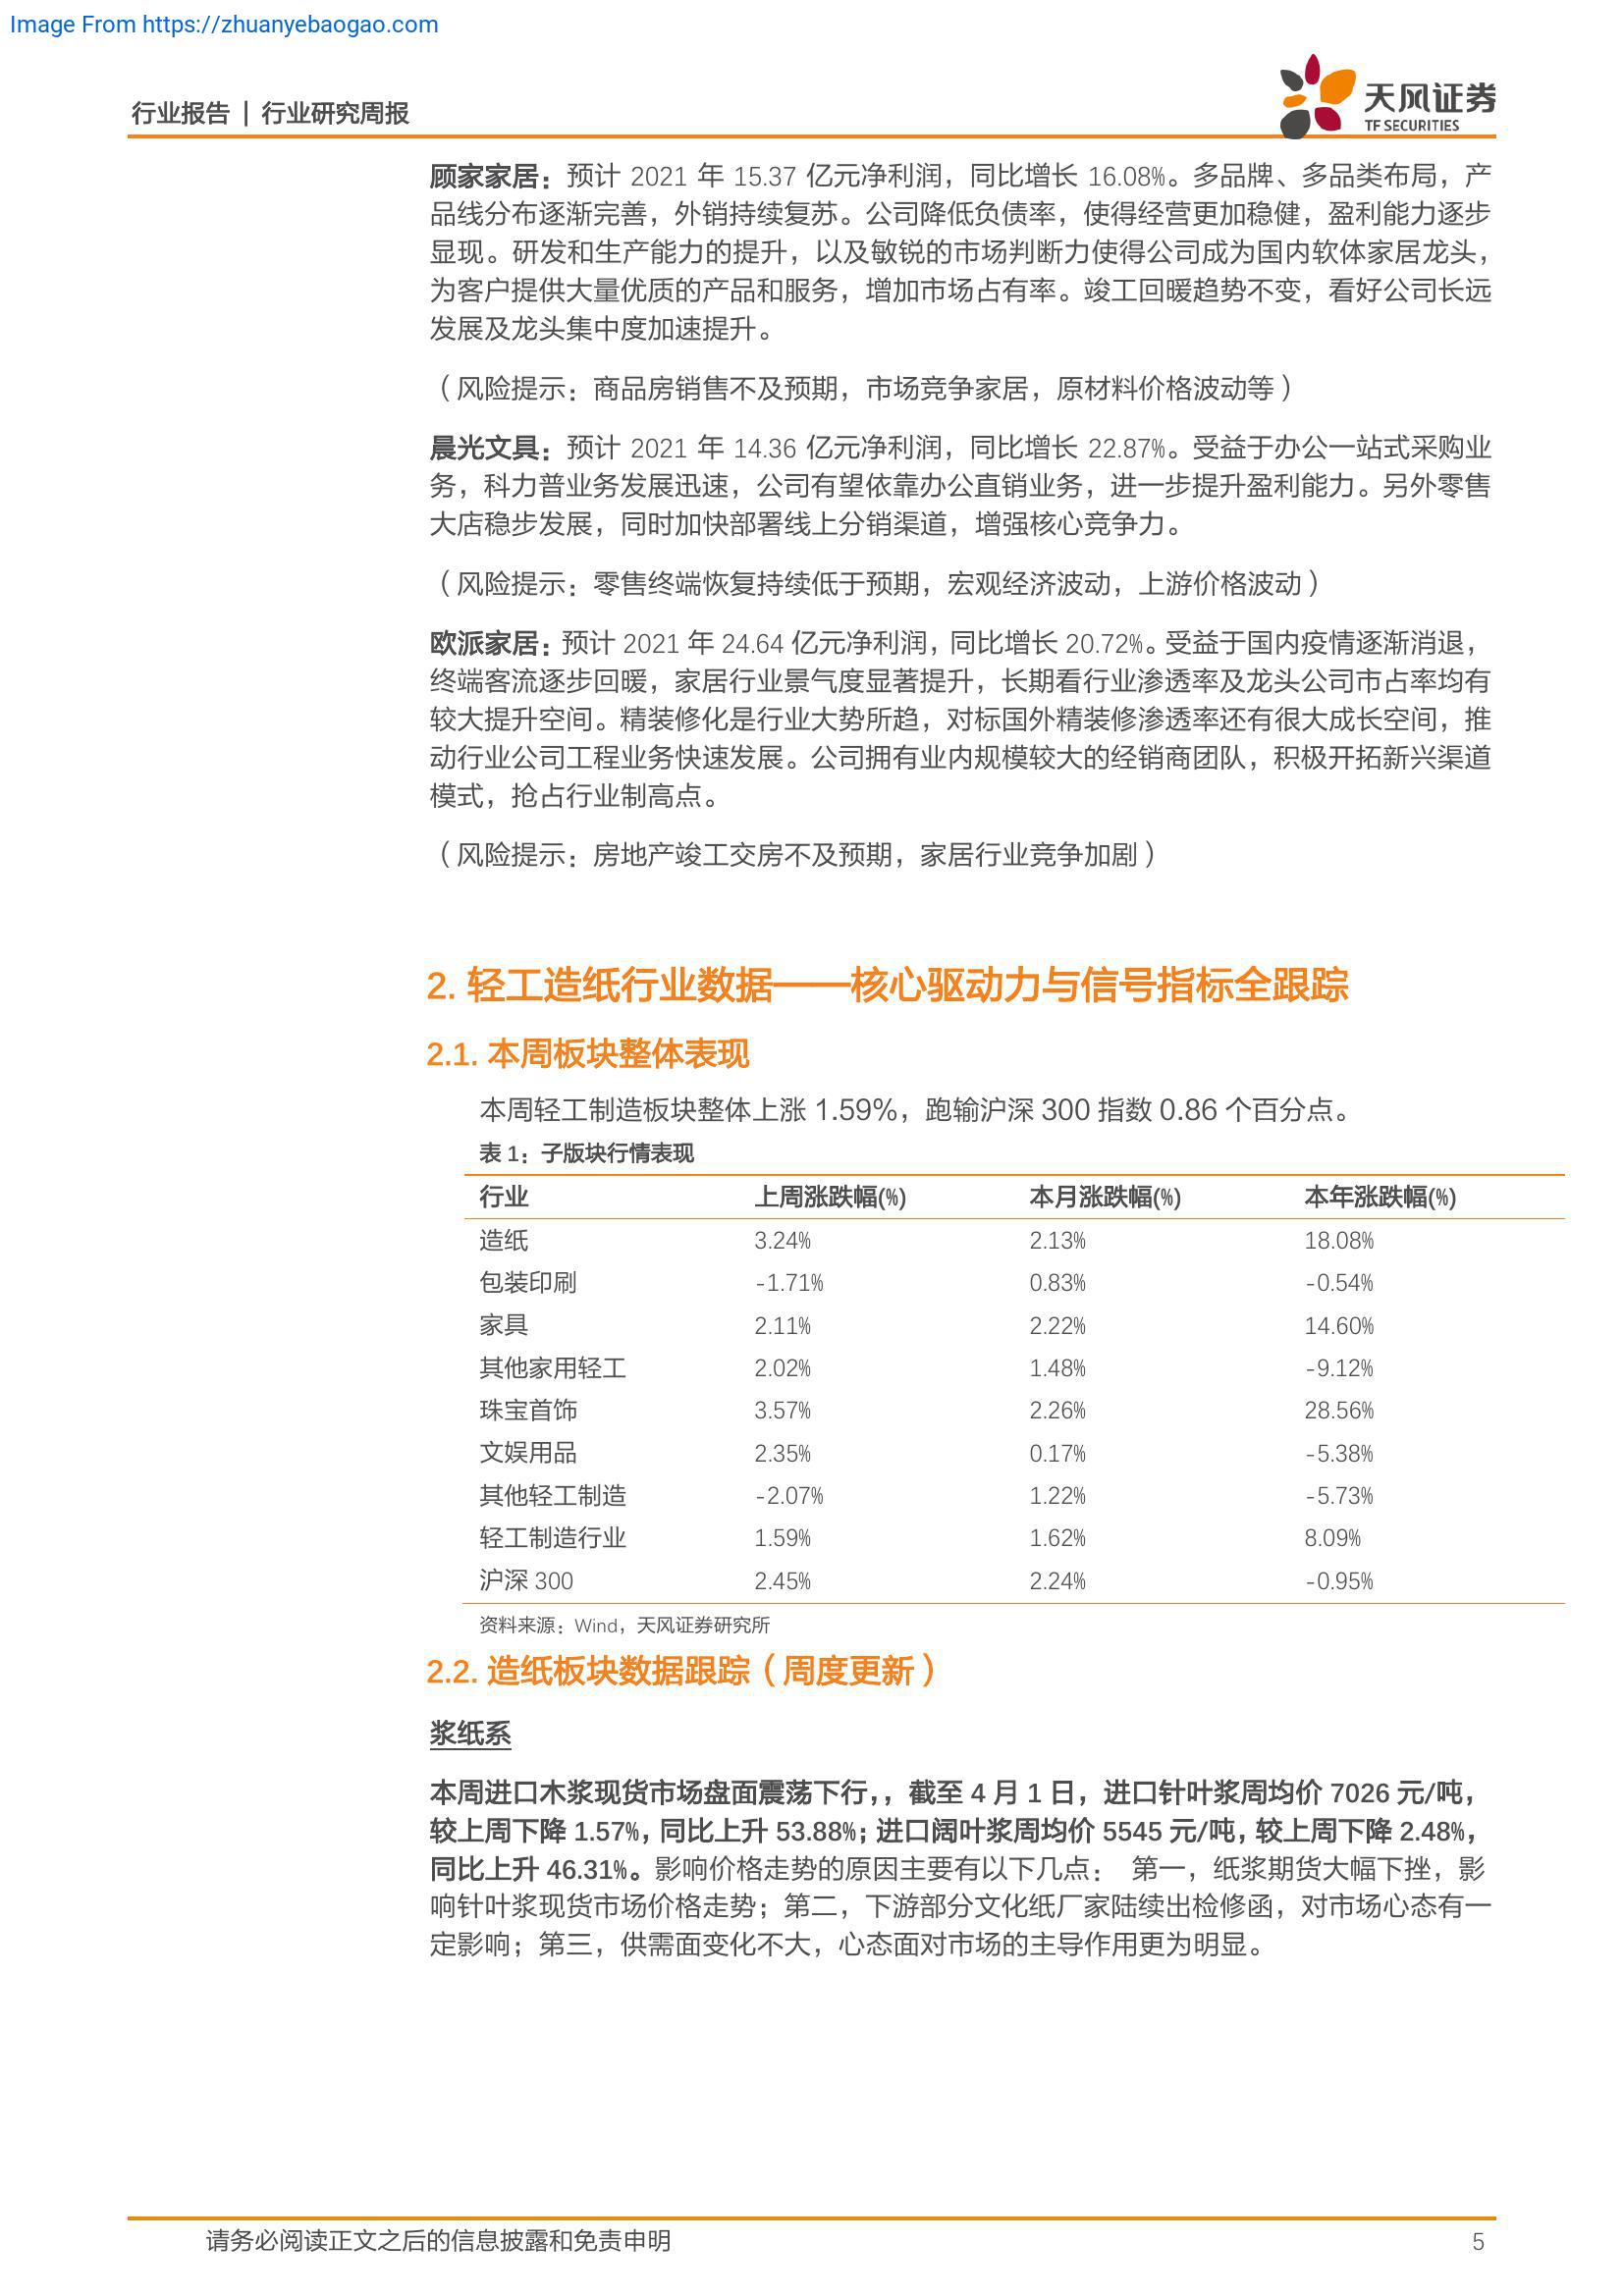 Image From https://zhuanyebaogao.com
行业报告 | 行业研究周报
天风证券
TF SECURITIES
顾家家居：预计 2021 年 15.37 亿元净利润，同比增长 16.08%。多品牌、多品类布局，产
品线分布逐渐完善，外销持续复苏。公司降低负债率，使得经营更加稳健，盈利能力逐步
显现。研发和生产能力的提升，以及敏锐的市场判断力使得公司成为国内软体家居龙头，
为客户提供大量优质的产品和服务，增加市场占有率。竣工回暖趋势不变，看好公司长远
发展及龙头集中度加速提升。
（风险提示：商品房销售不及预期，市场竞争家居，原材料价格波动等）
晨光文具：预计 2021 年 14.36 亿元净利润，同比增长 22.87%。受益于办公一站式采购业
务，科力普业务发展迅速，公司有望依靠办公直销业务，进一步提升盈利能力。另外零售
大店稳步发展，同时加快部署线上分销渠道，增强核心竞争力。
（风险提示：零售终端恢复持续低于预期，宏观经济波动，上游价格波动）
欧派家居：预计 2021 年 24.64 亿元净利润，同比增长 20.72%。受益于国内疫情逐渐消退，
终端客流逐步回暖，家居行业景气度显著提升，长期看行业渗透率及龙头公司市占率均有
较大提升空间。精装修化是行业大势所趋，对标国外精装修渗透率还有很大成长空间，推
动行业公司工程业务快速发展。公司拥有业内规模较大的经销商团队，积极开拓新兴渠道
模式，抢占行业制高点。
（风险提示：房地产竣工交房不及预期，家居行业竞争加剧）
2. 轻工造纸行业数据——核心驱动力与信号指标全跟踪
2.1. 本周板块整体表现
本周轻工制造板块整体上涨 1.59%，跑输沪深 300 指数 0.86 个百分点。
表 1：子版块行情表现
行业 上周涨跌幅(%) 本月涨跌幅(%) 本年涨跌幅(%)
造纸 3.24% 2.13% 18.08%
包装印刷 -1.71% 0.83% -0.54%
家具 2.11% 2.22% 14.60%
其他家用轻工 2.02% 1.48% -9.12%
珠宝首饰 3.57% 2.26% 28.56%
文娱用品 2.35% 0.17% -5.38%
其他轻工制造 -2.07% 1.22% -5.73%
轻工制造行业 1.59% 1.62% 8.09%
沪深 300 2.45% 2.24% -0.95%
资料来源：Wind，天风证券研究所
2.2. 造纸板块数据跟踪（周度更新）
浆纸系
本周进口木浆现货市场盘面震荡下行，，截至 4 月 1 日，进口针叶浆周均价 7026 元/吨，
较上周下降 1.57%，同比上升 53.88%；进口阔叶浆周均价 5545 元/吨，较上周下降 2.48%，
同比上升 46.31%。影响价格走势的原因主要有以下几点： 第一，纸浆期货大幅下挫，影
响针叶浆现货市场价格走势；第二，下游部分文化纸厂家陆续出检修函，对市场心态有一
定影响；第三，供需面变化不大，心态面对市场的主导作用更为明显。
请务必阅读正文之后的信息披露和免责申明 5